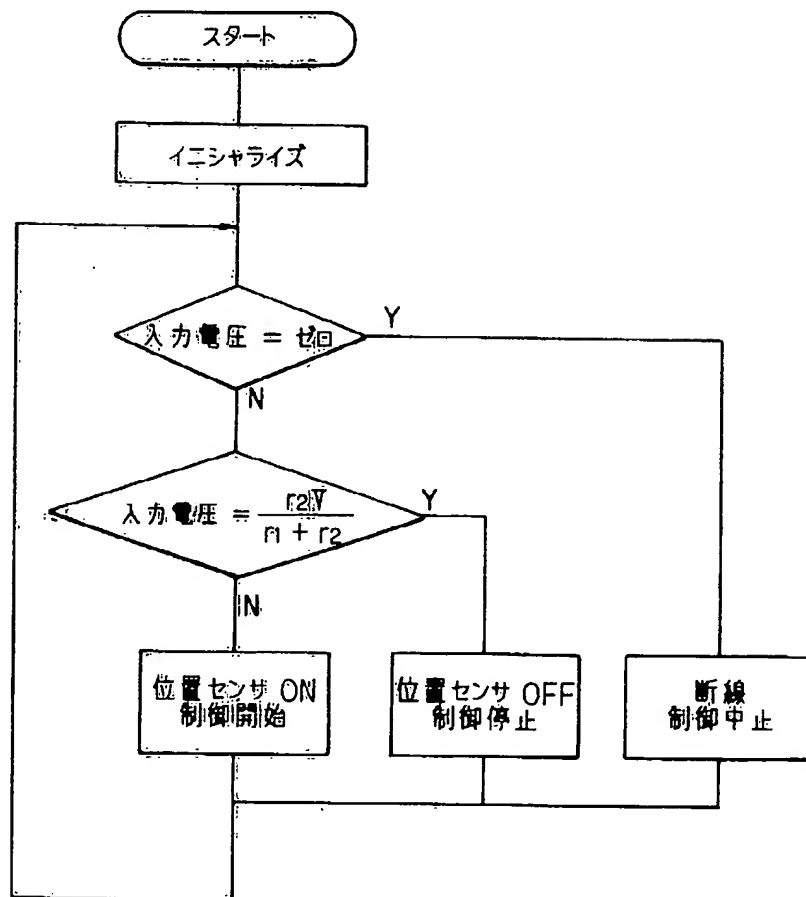 スタート
イニシャライズ
入力電圧 = ゼロ
Y
N
入力電圧 = r2V / r1 + r2
Y
N
位置センサ ON
制御開始
位置センサ OFF
制御停止
断線
制御中止